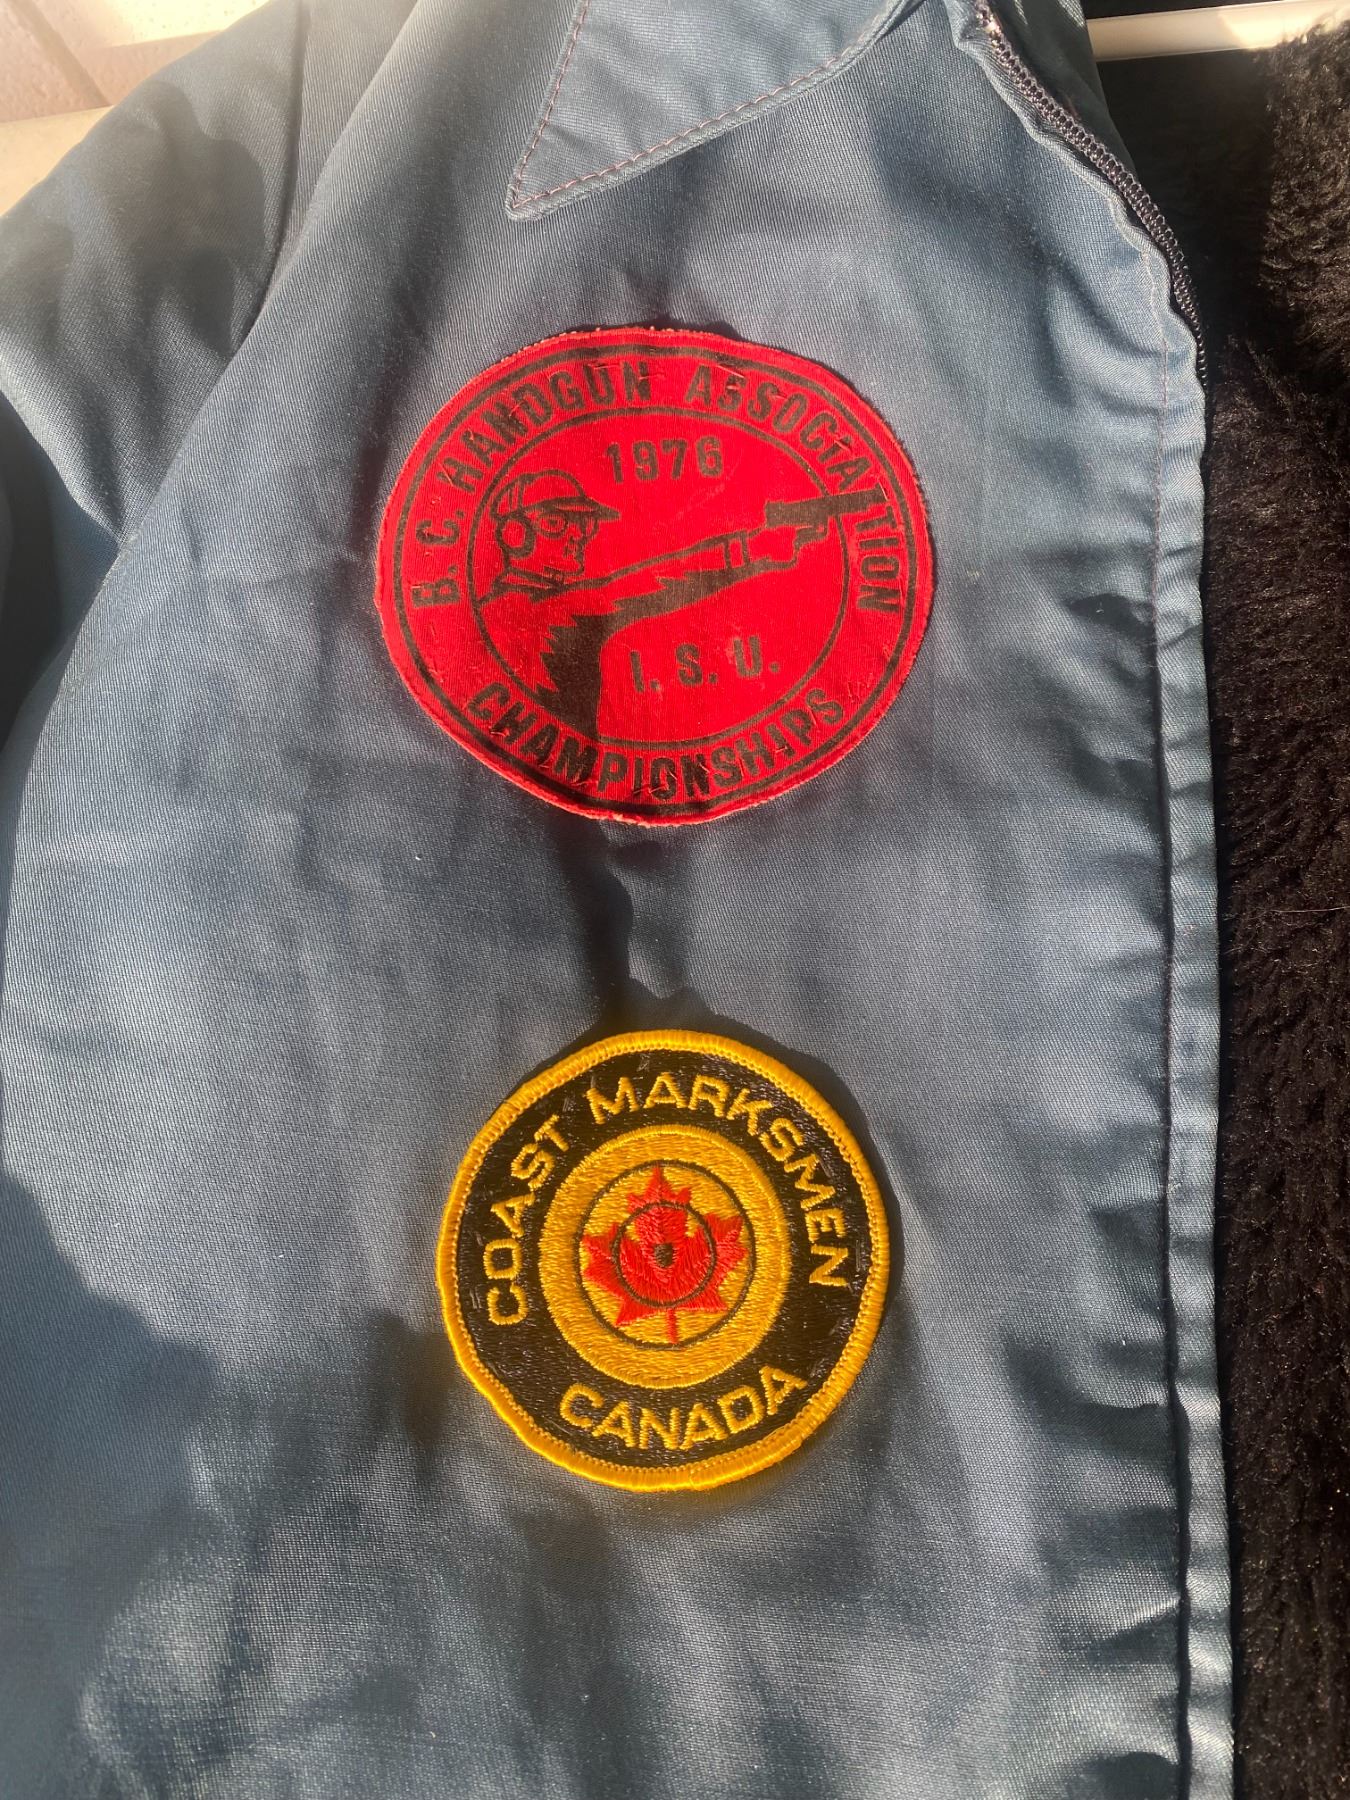 B. C. HANDGUN ASSOCIATION
1976
I. S. U.
CHAMPIONSHIPS
COAST MARKSMEN
CANADA